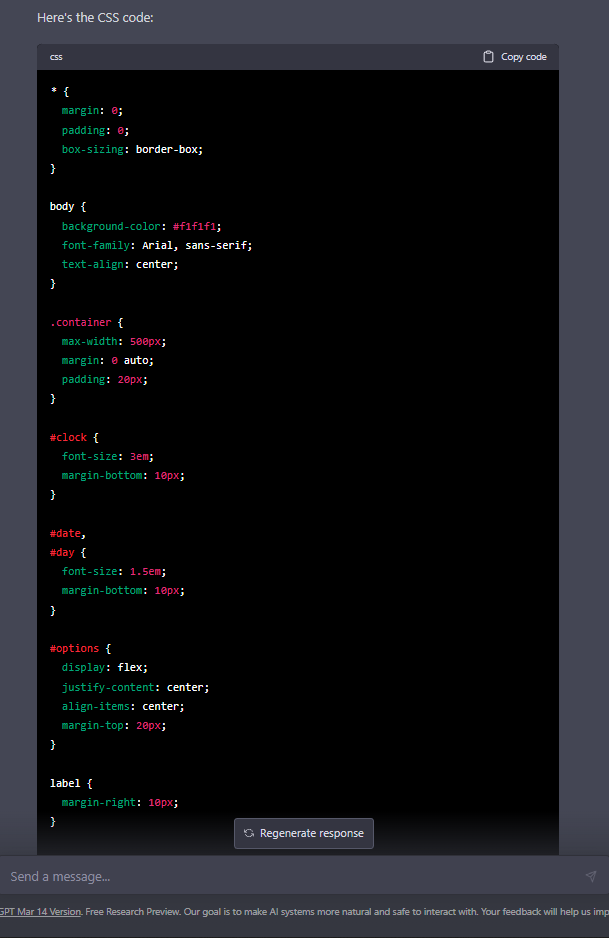 Here's the CSS code:
css Copy code
* {
  margin: 0;
  padding: 0;
  box-sizing: border-box;
}

body {
  background-color: #f1f1f1;
  font-family: Arial, sans-serif;
  text-align: center;
}

.container {
  max-width: 500px;
  margin: 0 auto;
  padding: 20px;
}

#clock {
  font-size: 3em;
  margin-bottom: 10px;
}

#date,
#day {
  font-size: 1.5em;
  margin-bottom: 10px;
}

#options {
  display: flex;
  justify-content: center;
  align-items: center;
  margin-top: 20px;
}

label {
  margin-right: 10px;
}
Regenerate response
Send a message...
GPT Mar 14 Version. Free Research Preview. Our goal is to make AI systems more natural and safe to interact with. Your feedback will help us imp